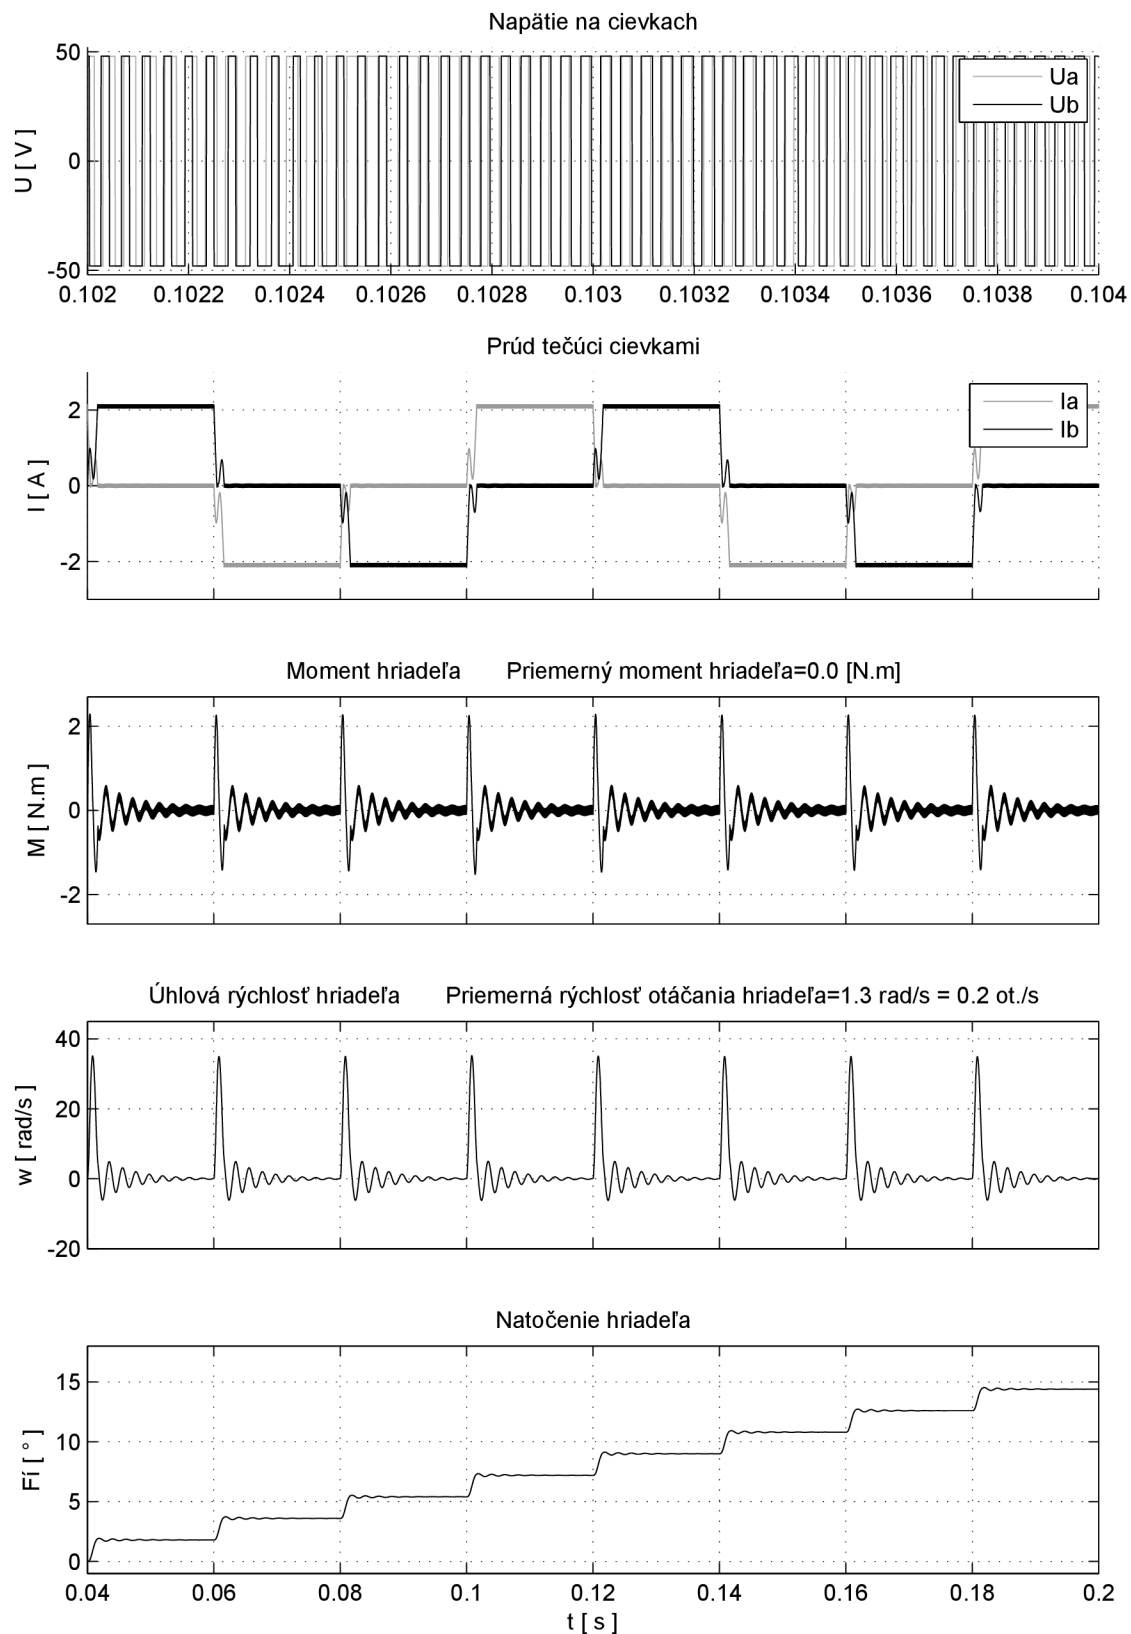 Napätie na cievkach
50
0
-50
U [ V ]
Ua
Ub
0.102 0.1022 0.1024 0.1026 0.1028 0.103 0.1032 0.1034 0.1036 0.1038 0.104
Prúd tečúci cievkami
2
0
-2
I [ A ]
Ia
Ib
Moment hriadeľa Priemerný moment hriadeľa=0.0 [N.m]
2
0
-2
M [ N.m ]
Úhlová rýchlosť hriadeľa Priemerná rýchlosť otáčania hriadeľa=1.3 rad/s = 0.2 ot./s
40
20
0
-20
w [ rad/s ]
Natočenie hriadeľa
15
10
5
0
Fí [ ° ]
0.04 0.06 0.08 0.1 0.12 0.14 0.16 0.18 0.2
t [ s ]